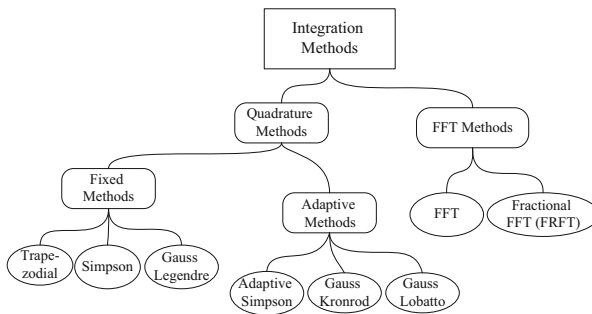 Integration
Methods
Quadrature
Methods
FFT Methods
Fixed
Methods
Adaptive
Methods
FFT
Fractional
FFT (FRFT)
Trape-
zodial
Simpson
Gauss
Legendre
Adaptive
Simpson
Gauss
Kronrod
Gauss
Lobatto